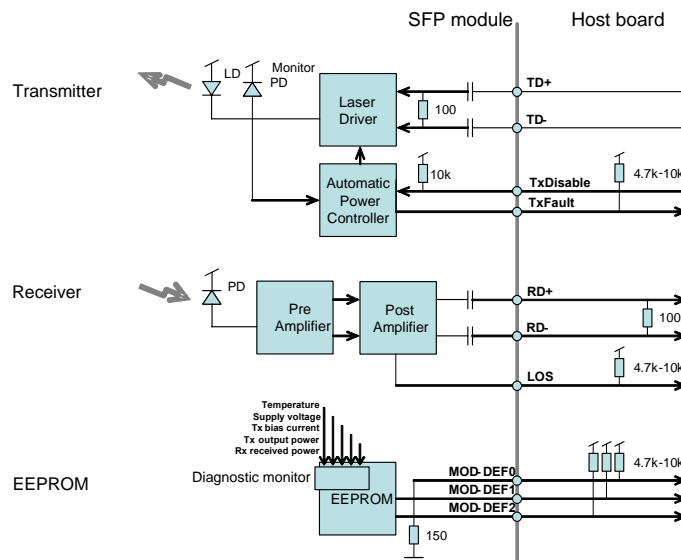 SFP module
Host board
Transmitter
LD
Monitor
PD
Laser
Driver
100
TD+
TD-
Automatic
Power
Controller
10k
TxDisable
TxFault
4.7k-10k
Receiver
PD
Pre
Amplifier
Post
Amplifier
RD+
RD-
100
LOS
4.7k-10k
Temperature
Supply voltage
Tx bias current
Tx output power
Rx received power
Diagnostic monitor
EEPROM
EEPROM
MOD-DEF0
MOD-DEF1
MOD-DEF2
4.7k-10k
150